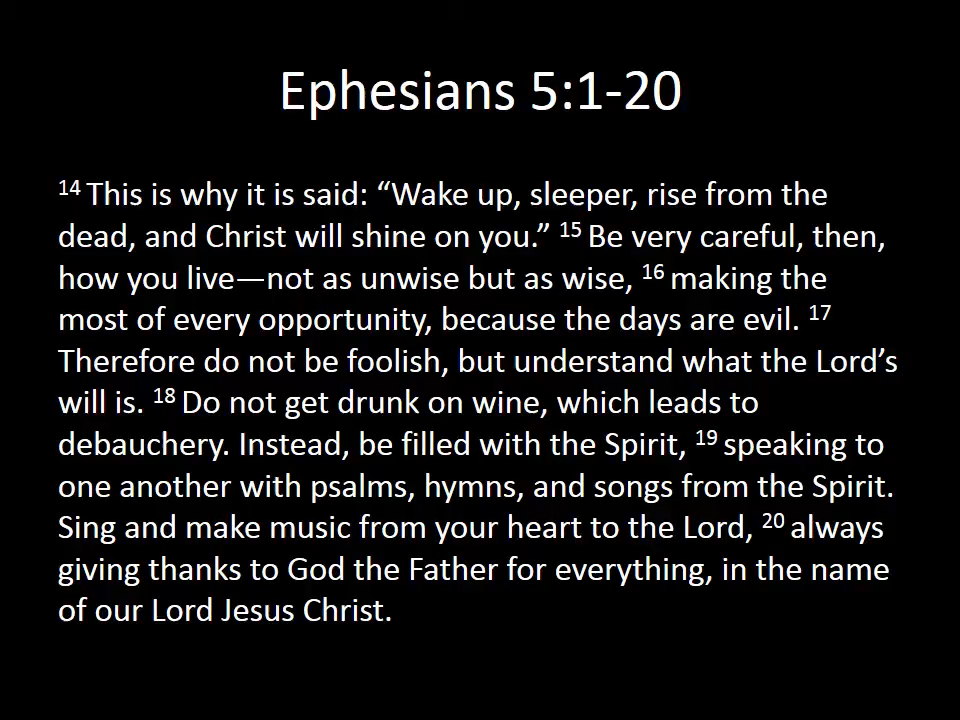 Ephesians 5:1-20
14 This is why it is said: “Wake up, sleeper, rise from the
dead, and Christ will shine on you.” 15 Be very careful, then,
how you live—not as unwise but as wise, 16 making the
most of every opportunity, because the days are evil. 17
Therefore do not be foolish, but understand what the Lord’s
will is. 18 Do not get drunk on wine, which leads to
debauchery. Instead, be filled with the Spirit, 19 speaking to
one another with psalms, hymns, and songs from the Spirit.
Sing and make music from your heart to the Lord, 20 always
giving thanks to God the Father for everything, in the name
of our Lord Jesus Christ.